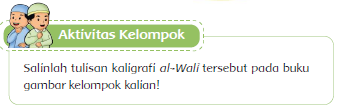 Aktivitas Kelompok
Salinlah tulisan kaligrafi al-Wali tersebut pada buku
gambar kelompok kalian!